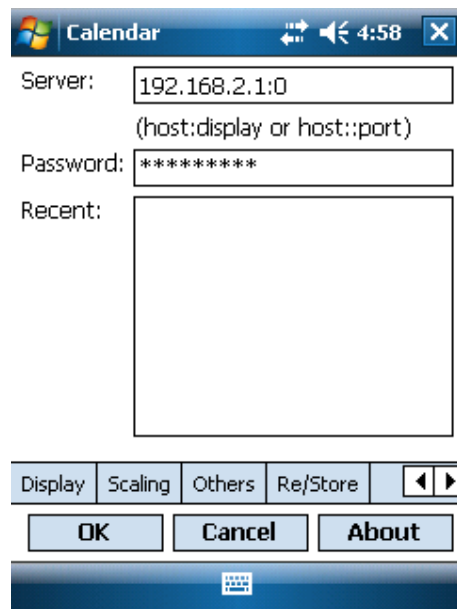 Calendar 4:58
Server: 192.168.2.1:0
(host:display or host::port)
Password: *********
Recent:
Display Scaling Others Re/Store
OK Cancel About